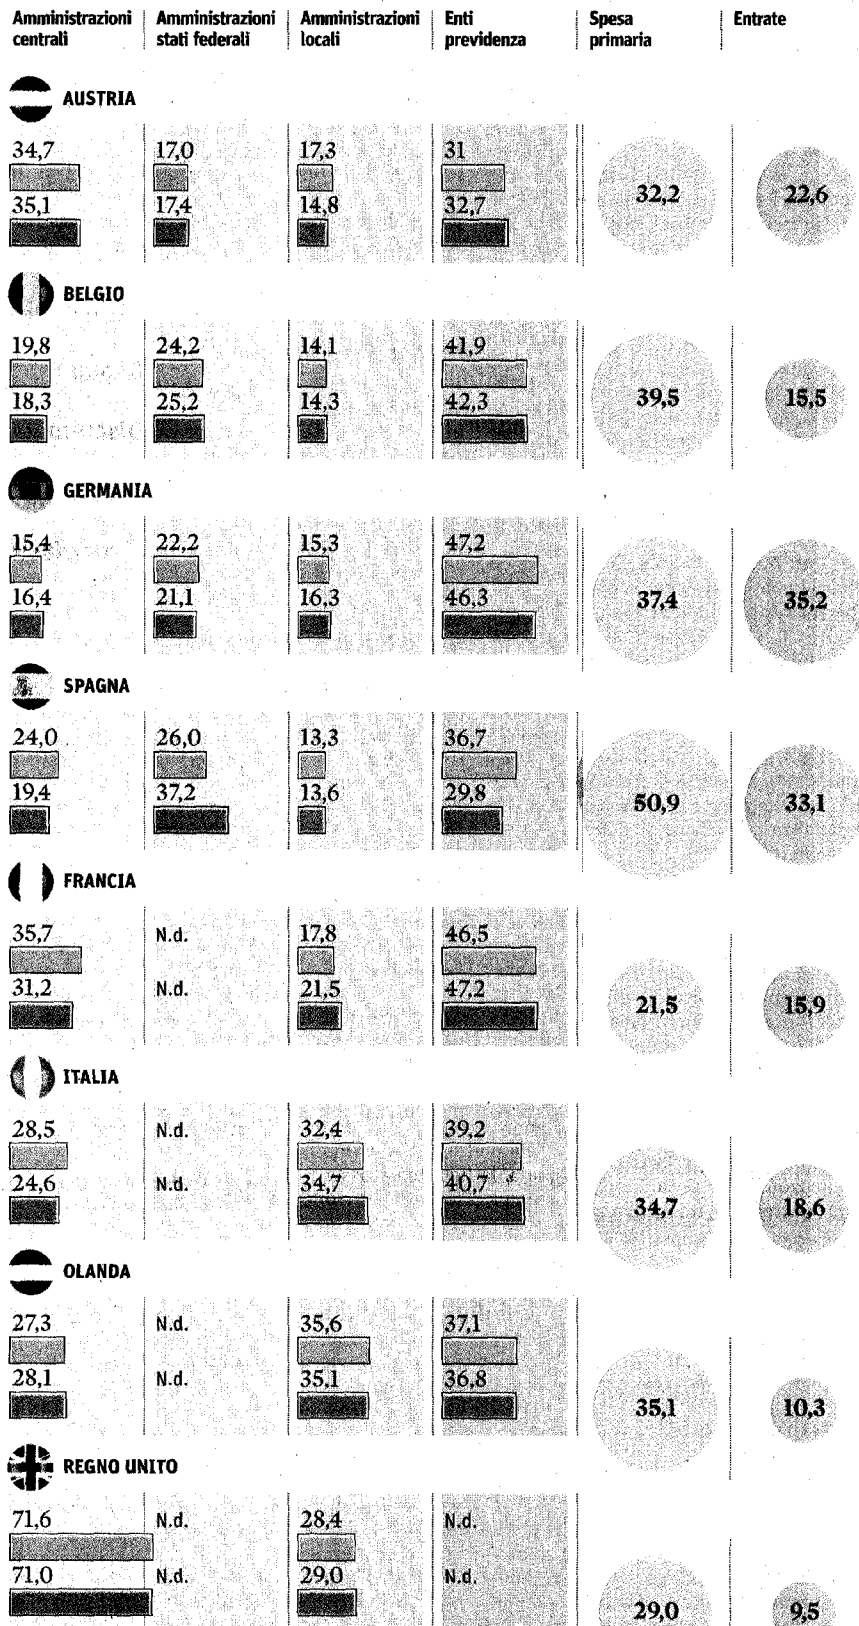 Amministrazioni centrali
Amministrazioni stati federali
Amministrazioni locali
Enti previdenza
Spesa primaria
Entrate
AUSTRIA
34,7 17,0 17,3 31
35,1 17,4 14,8 32,7
32,2 22,6
BELGIO
19,8 24,2 14,1 41,9
18,3 25,2 14,3 42,3
39,5 15,5
GERMANIA
15,4 22,2 15,3 47,2
16,4 21,1 16,3 46,3
37,4 35,2
SPAGNA
24,0 26,0 13,3 36,7
19,4 37,2 13,6 29,8
50,9 33,1
FRANCIA
35,7 N.d. 17,8 46,5
31,2 N.d. 21,5 47,2
21,5 15,9
ITALIA
28,5 N.d. 32,4 39,2
24,6 N.d. 34,7 40,7
34,7 18,6
OLANDA
27,3 N.d. 35,6 37,1
28,1 N.d. 35,1 36,8
35,1 10,3
REGNO UNITO
71,6 N.d. 28,4 N.d.
71,0 N.d. 29,0 N.d.
29,0 9,5